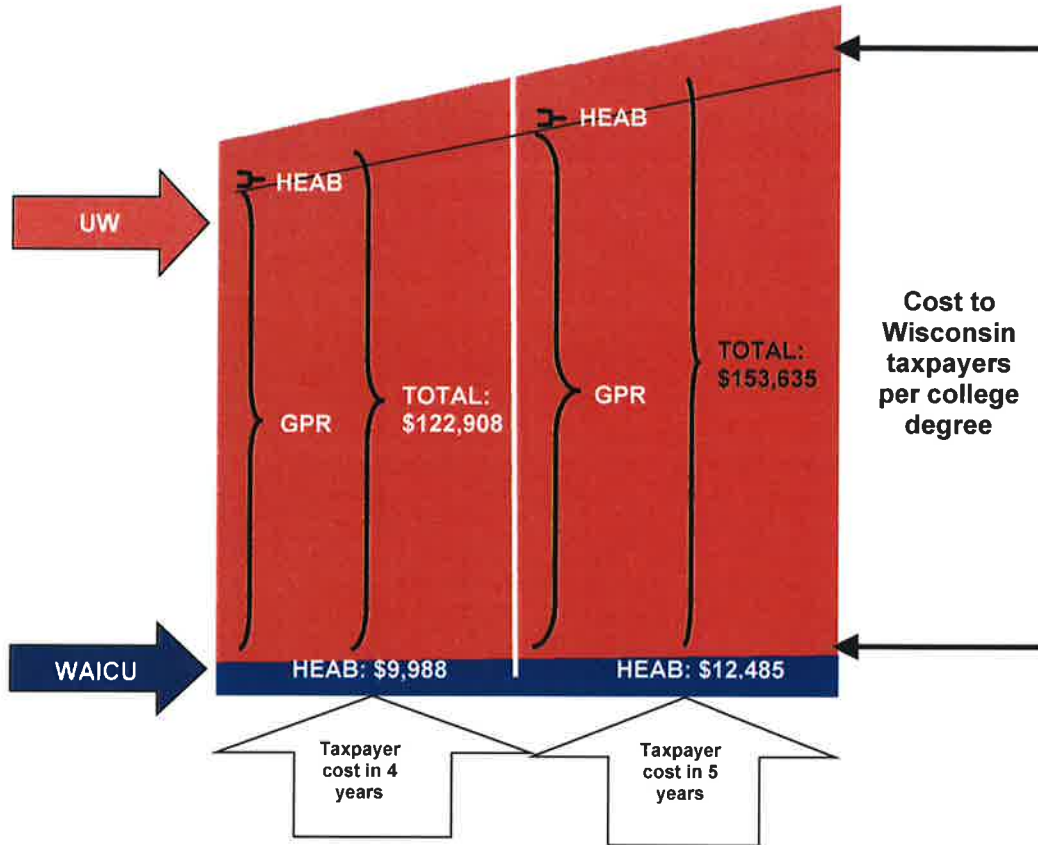 HEAB
HEAB
UW
GPR
TOTAL:
$122,908
GPR
TOTAL:
$153,635
Cost to
Wisconsin
taxpayers
per college
degree
WAICU
HEAB: $9,988
HEAB: $12.485
Taxpayer
cost in 4
years
Taxpayer
cost in 5
years